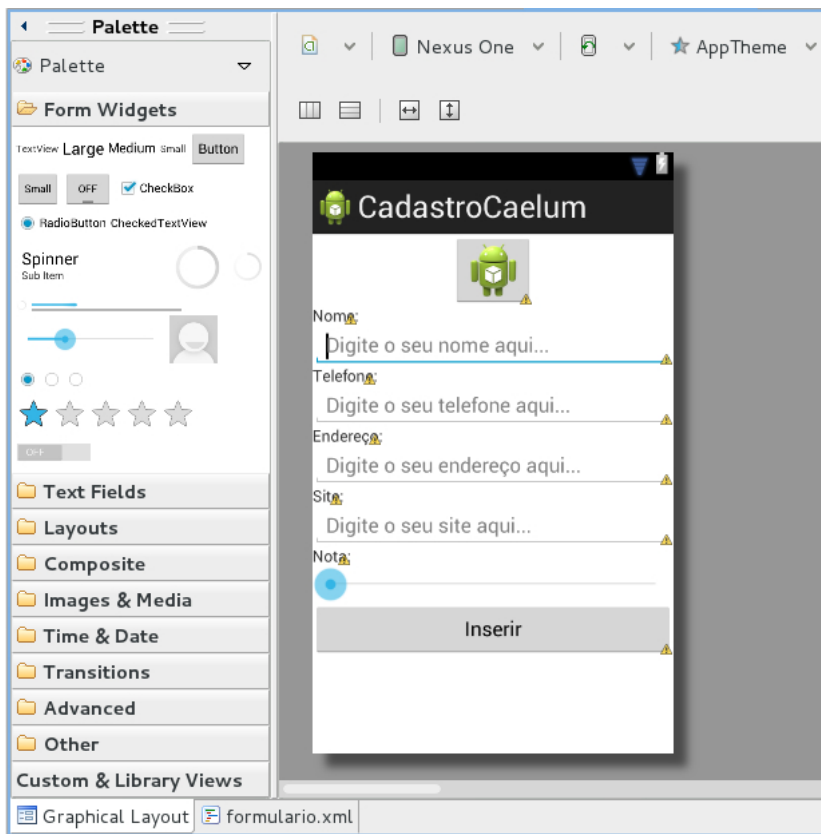 Palette
Palette
Form Widgets
TextView Large Medium Small Button
Small OFF CheckBox
RadioButton CheckedTextView
Spinner
Sub Item
OFF
Text Fields
Layouts
Composite
Images & Media
Time & Date
Transitions
Advanced
Other
Custom & Library Views
Graphical Layout formulario.xml
Nexus One AppTheme
CadastroCaelum
Nome:
Digite o seu nome aqui...
Telefone:
Digite o seu telefone aqui...
Endereço:
Digite o seu endereço aqui...
Site:
Digite o seu site aqui...
Nota:
Inserir